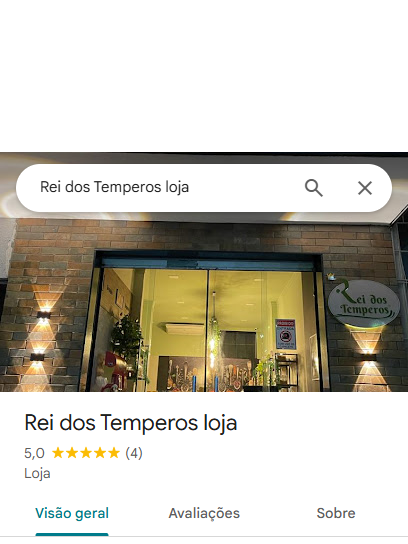 Rei dos Temperos loja
Rei dos
Temperos
Rei dos Temperos loja
5,0 ★★★★★ (4)
Loja
Visão geral Avaliações Sobre